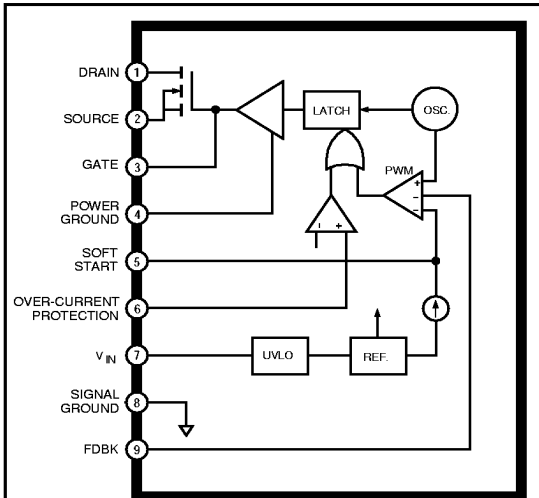 DRAIN
1
SOURCE
2
GATE
3
POWER
GROUND
4
SOFT
START
5
OVER-CURRENT
PROTECTION
6
V IN
7
SIGNAL
GROUND
8
FDBK
9
LATCH
OSC.
PWM
+
–
–
–
+
UVLO
REF.